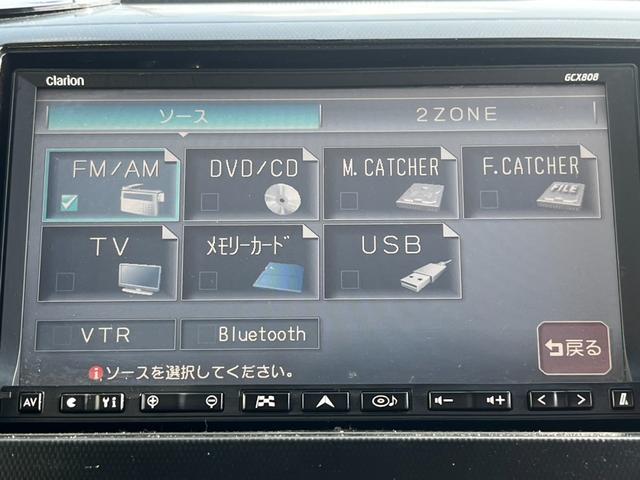 Clarion
GCX808
ソース
2ZONE
FM/AM
DVD/CD
M.CATCHER
F.CATCHER
FILE
TV
メモリーカード
USB
VTR
Bluetooth
戻る
ソースを選択してください。
AV